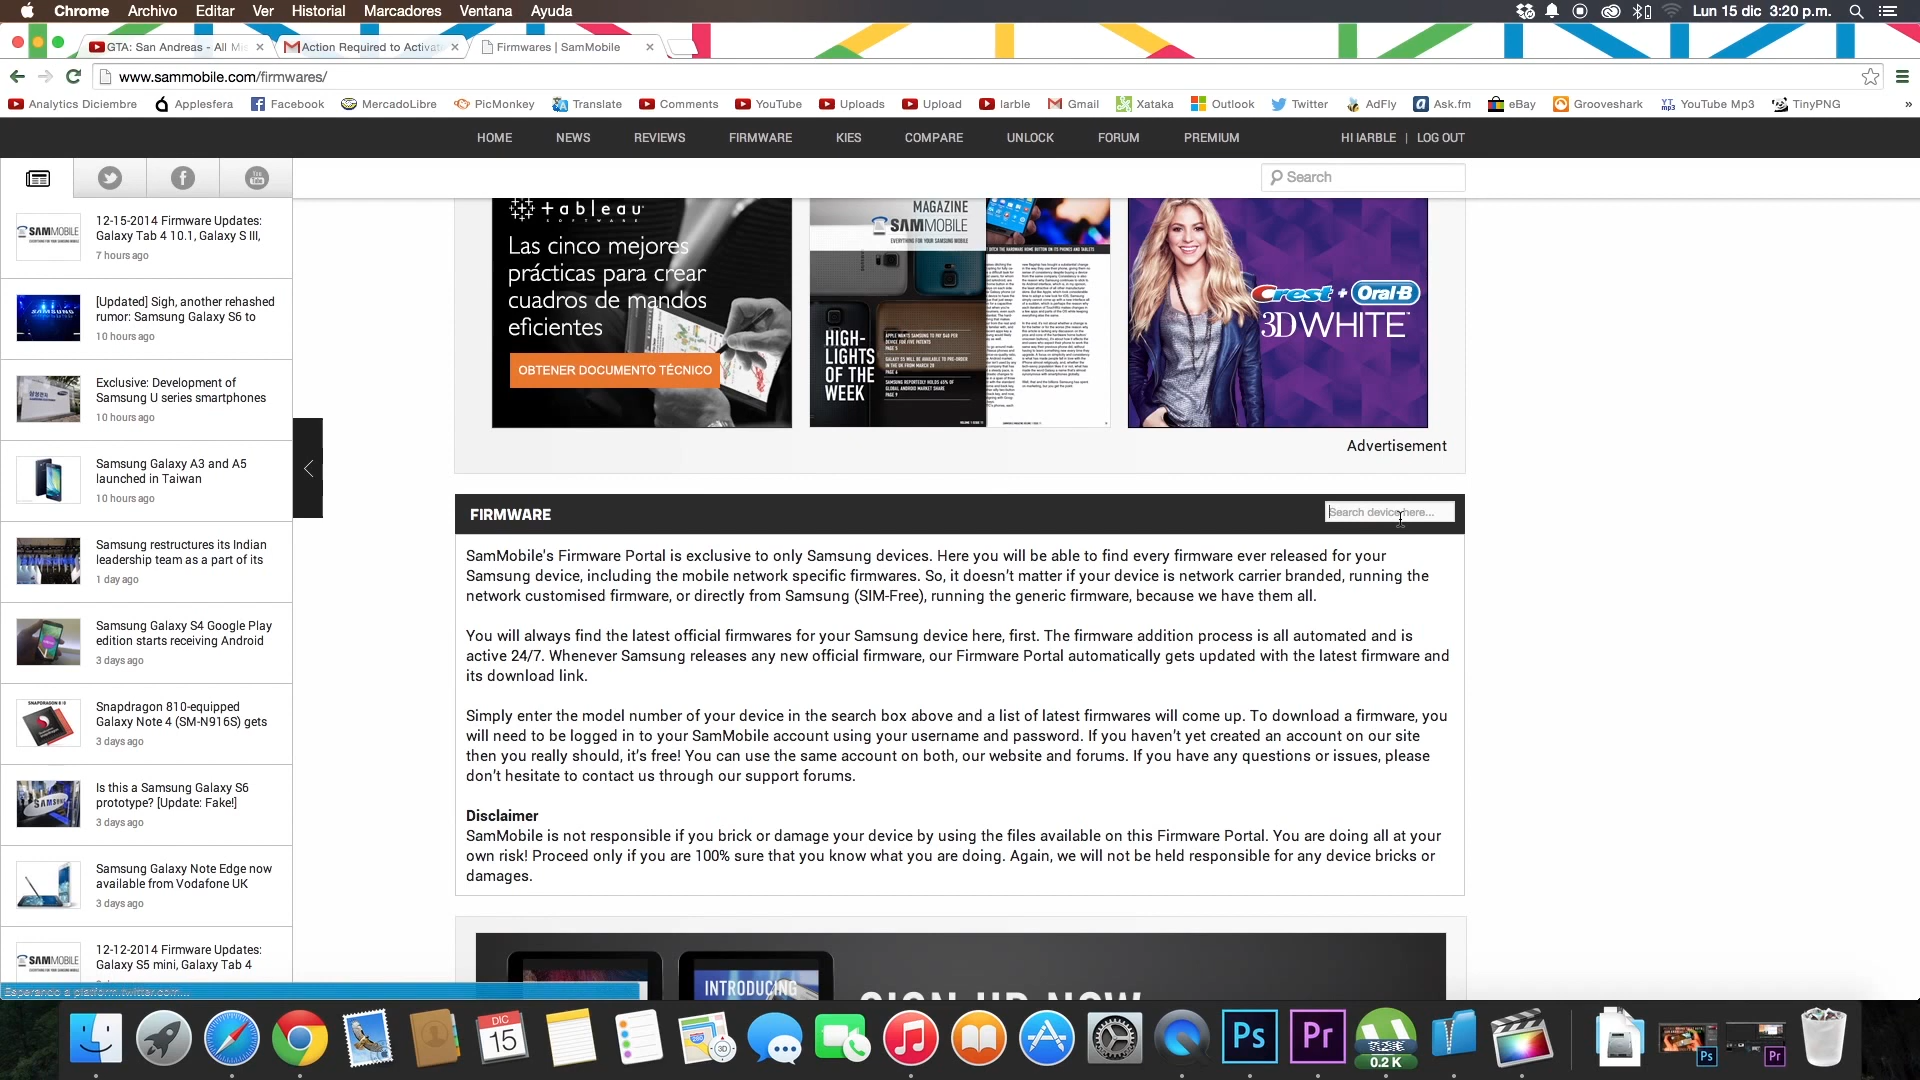 Chrome Archivo Editar Ver Historial Marcadores Ventana Ayuda
Lun 15 dic 3:20 p.m.
GTA: San Andreas - All Mis
Action Required to Activat
Firmwares | SamMobile
www.sammobile.com/firmwares/
Analytics Diciembre Applesfera Facebook MercadoLibre PicMonkey Translate Comments YouTube Uploads Upload Iarble Gmail Xataka Outlook Twitter AdFly Ask.fm eBay Grooveshark YouTube Mp3 TinyPNG »
HOME NEWS REVIEWS FIRMWARE KIES COMPARE UNLOCK FORUM PREMIUM HI IARBLE | LOG OUT
Search
12-15-2014 Firmware Updates:
Galaxy Tab 4 10.1, Galaxy S III,
7 hours ago
[Updated] Sigh, another rehashed
rumor: Samsung Galaxy S6 to
10 hours ago
Exclusive: Development of
Samsung U series smartphones
10 hours ago
Samsung Galaxy A3 and A5
launched in Taiwan
10 hours ago
Samsung restructures its Indian
leadership team as a part of its
1 day ago
Samsung Galaxy S4 Google Play
edition starts receiving Android
3 days ago
Snapdragon 810-equipped
Galaxy Note 4 (SM-N916S) gets
3 days ago
Is this a Samsung Galaxy S6
prototype? [Update: Fake!]
3 days ago
Samsung Galaxy Note Edge now
available from Vodafone UK
3 days ago
12-12-2014 Firmware Updates:
Galaxy S5 mini, Galaxy Tab 4
Esperando a platform.twitter.com...
+ableau
SOFTWARE
Las cinco mejores
prácticas para crear
cuadros de mandos
eficientes
OBTENER DOCUMENTO TÉCNICO
MAGAZINE
SAMMOBILE
EVERYTHING FOR YOUR SAMSUNG MOBILE
HIGH-
LIGHTS
OF THE
WEEK
Crest + Oral-B
3DWHITE
Advertisement
FIRMWARE
Search device here...
SamMobile's Firmware Portal is exclusive to only Samsung devices. Here you will be able to find every firmware ever released for your
Samsung device, including the mobile network specific firmwares. So, it doesn't matter if your device is network carrier branded, running the
network customised firmware, or directly from Samsung (SIM-Free), running the generic firmware, because we have them all.
You will always find the latest official firmwares for your Samsung device here, first. The firmware addition process is all automated and is
active 24/7. Whenever Samsung releases any new official firmware, our Firmware Portal automatically gets updated with the latest firmware and
its download link.
Simply enter the model number of your device in the search box above and a list of latest firmwares will come up. To download a firmware, you
will need to be logged in to your SamMobile account using your username and password. If you haven't yet created an account on our site
then you really should, it's free! You can use the same account on both, our website and forums. If you have any questions or issues, please
don't hesitate to contact us through our support forums.
Disclaimer
SamMobile is not responsible if you brick or damage your device by using the files available on this Firmware Portal. You are doing all at your
own risk! Proceed only if you are 100% sure that you know what you are doing. Again, we will not be held responsible for any device bricks or
damages.
INTRODUCING
SIGN UP NOW
DIC
15
Ps
Pr
0.2 K
Ps
Pr